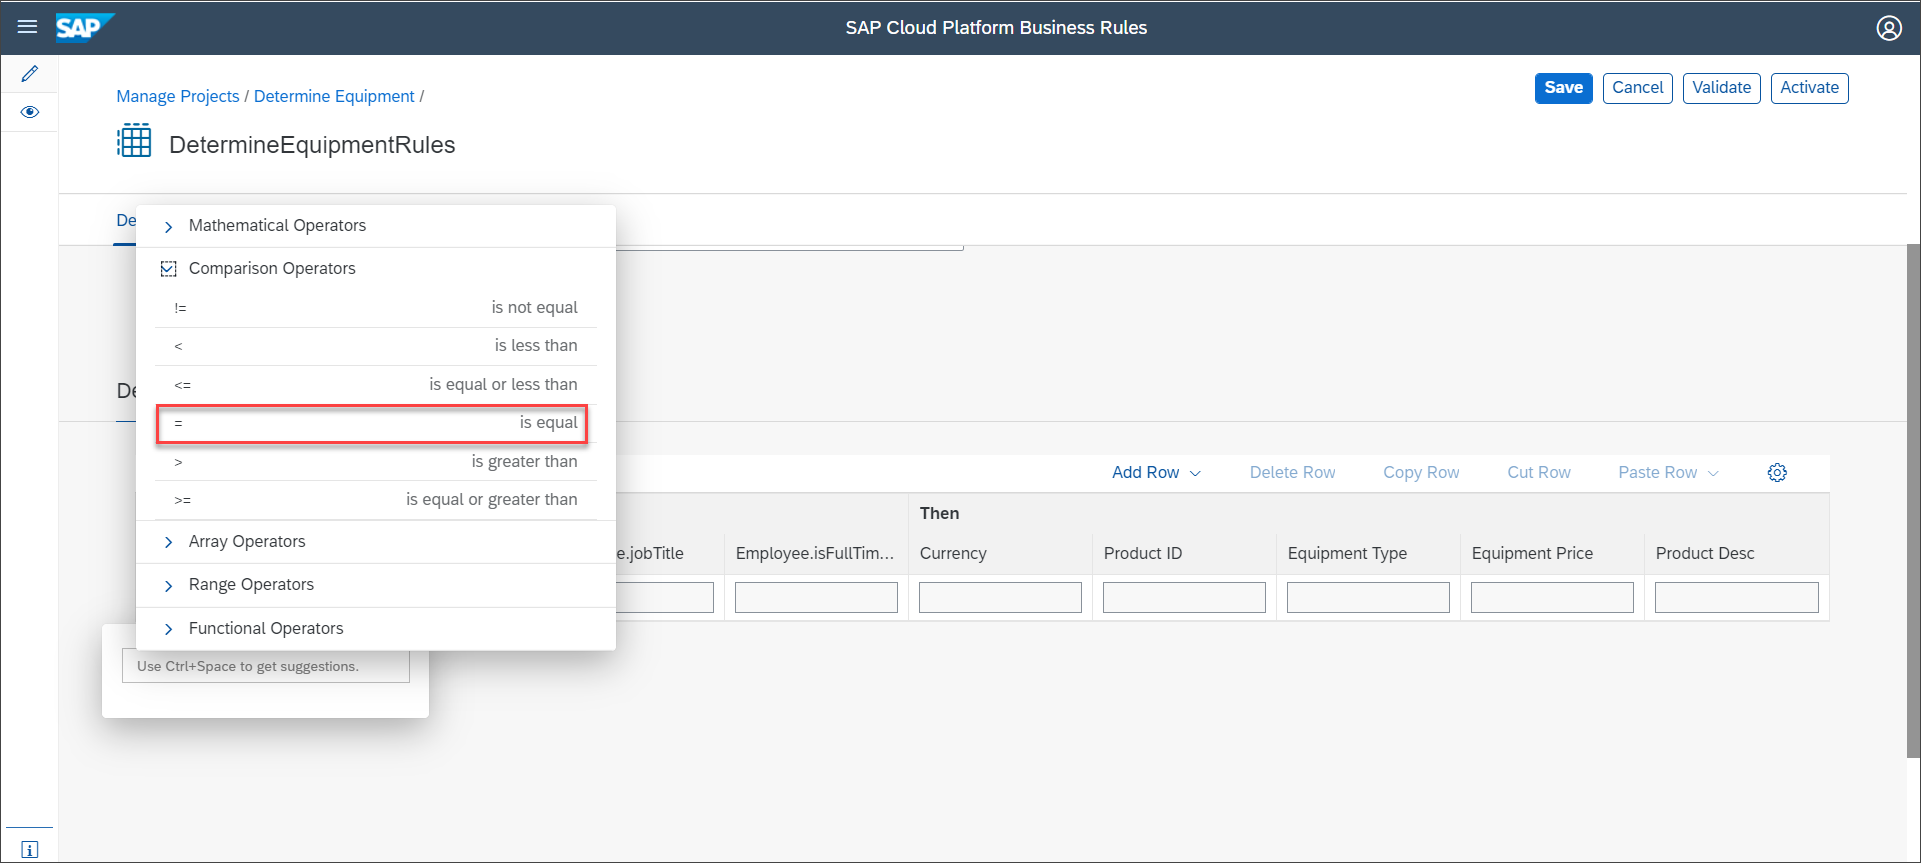 SAP
SAP Cloud Platform Business Rules
Manage Projects / Determine Equipment /
Save Cancel Validate Activate
DetermineEquipmentRules
De
Mathematical Operators
Comparison Operators
!= is not equal
< is less than
<= is equal or less than
De
= is equal
> is greater than
>= is equal or greater than
Array Operators
Range Operators
Functional Operators
Use Ctrl+Space to get suggestions.
Add Row Delete Row Copy Row Cut Row Paste Row
Then
e.jobTitle Employee.isFullTim... Currency Product ID Equipment Type Equipment Price Product Desc